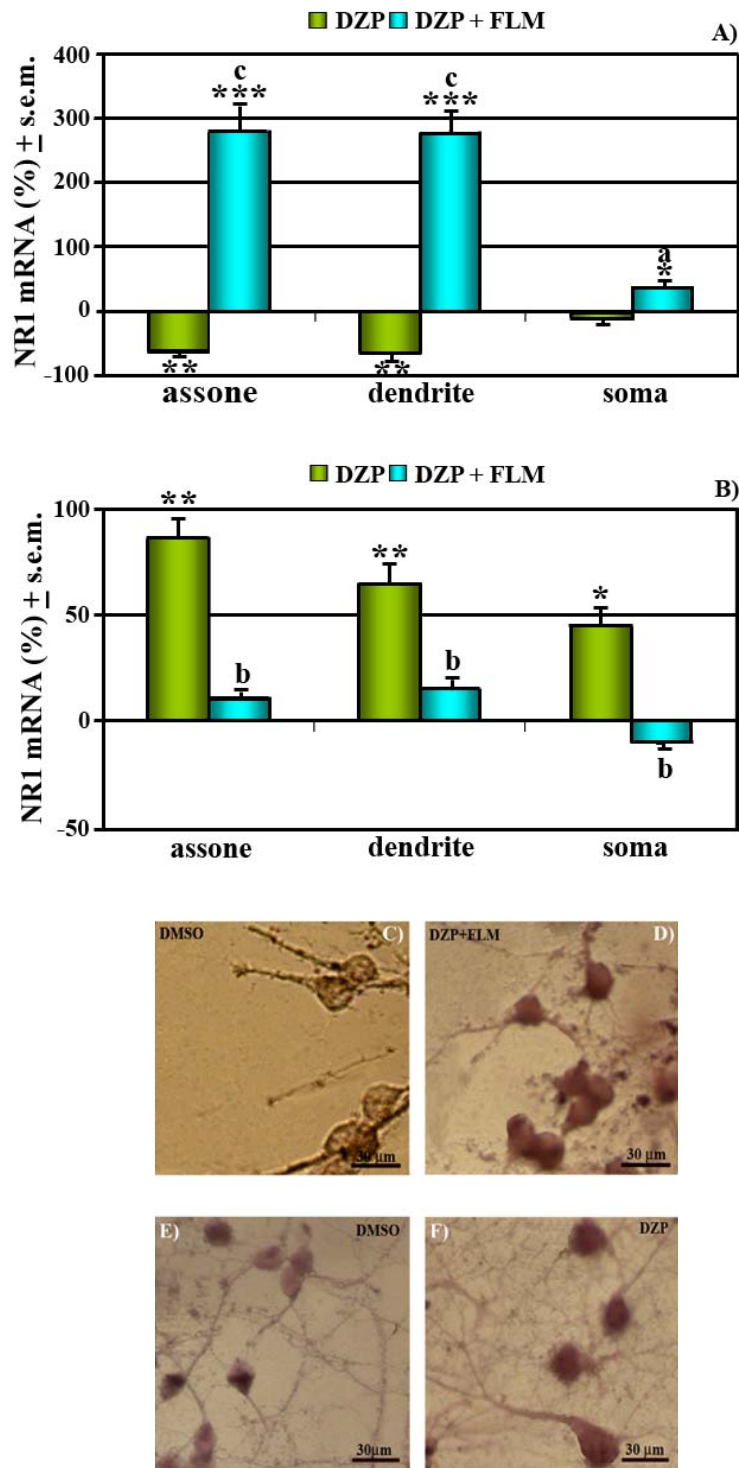 DZP DZP + FLM
A)
NR1 mRNA (%) ± s.e.m.
400
300
200
100
0
-100
c
***
c
***
a
*
**
**
assone dendrite soma
DZP DZP + FLM
B)
NR1 mRNA (%) ± s.e.m.
100
50
0
-50
**
**
*
b
b
b
assone dendrite soma
DMSO C)
30 µm
DZP+FLM D)
30 µm
E) DMSO
30µm
F) DZP
30 µm